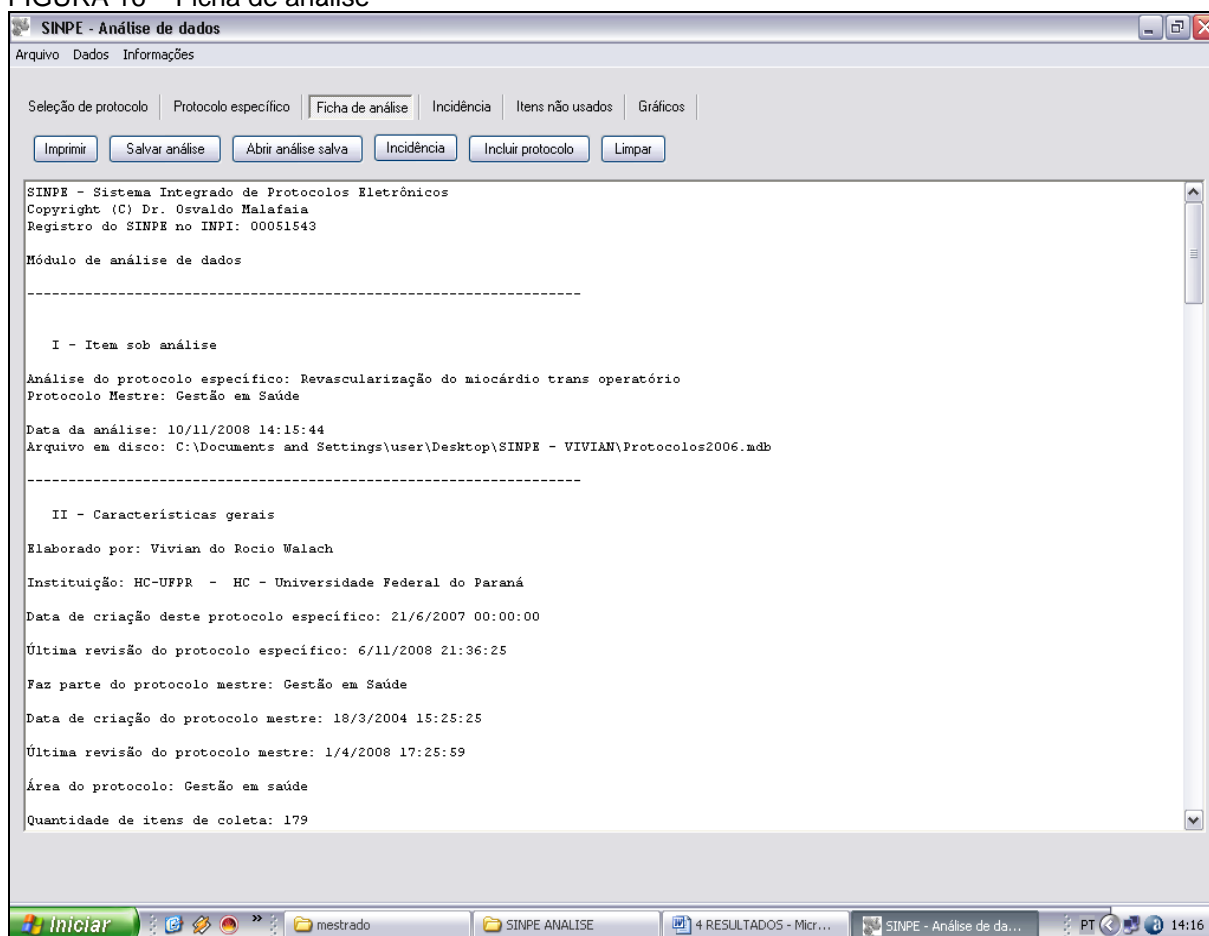 FIGURA 16 – Ficha de análise
SINPE - Análise de dados
Arquivo Dados Informações
Seleção de protocolo Protocolo específico Ficha de análise Incidência Itens não usados Gráficos
Imprimir Salvar análise Abrir análise salva Incidência Incluir protocolo Limpar
SINPE - Sistema Integrado de Protocolos Eletrônicos
Copyright (C) Dr. Osvaldo Malafaia
Registro do SINPE no INPI: 00051543
Módulo de análise de dados
-------------------------------------------------------------------
I - Item sob análise
Análise do protocolo específico: Revascularização do miocárdio trans operatório
Protocolo Mestre: Gestão em Saúde
Data da análise: 10/11/2008 14:15:44
Arquivo em disco: C:\Documents and Settings\user\Desktop\SINPE - VIVIAN\Protocolos2006.mdb
-------------------------------------------------------------------
II - Características gerais
Elaborado por: Vivian do Rocio Walach
Instituição: HC-UFPR - HC - Universidade Federal do Paraná
Data de criação deste protocolo específico: 21/6/2007 00:00:00
Última revisão do protocolo específico: 6/11/2008 21:36:25
Faz parte do protocolo mestre: Gestão em Saúde
Data de criação do protocolo mestre: 18/3/2004 15:25:25
Última revisão do protocolo mestre: 1/4/2008 17:25:59
Área do protocolo: Gestão em saúde
Quantidade de itens de coleta: 179
Iniciar » mestrado SINPE ANALISE 4 RESULTADOS - Micr... SINPE - Análise de da... PT 14:16